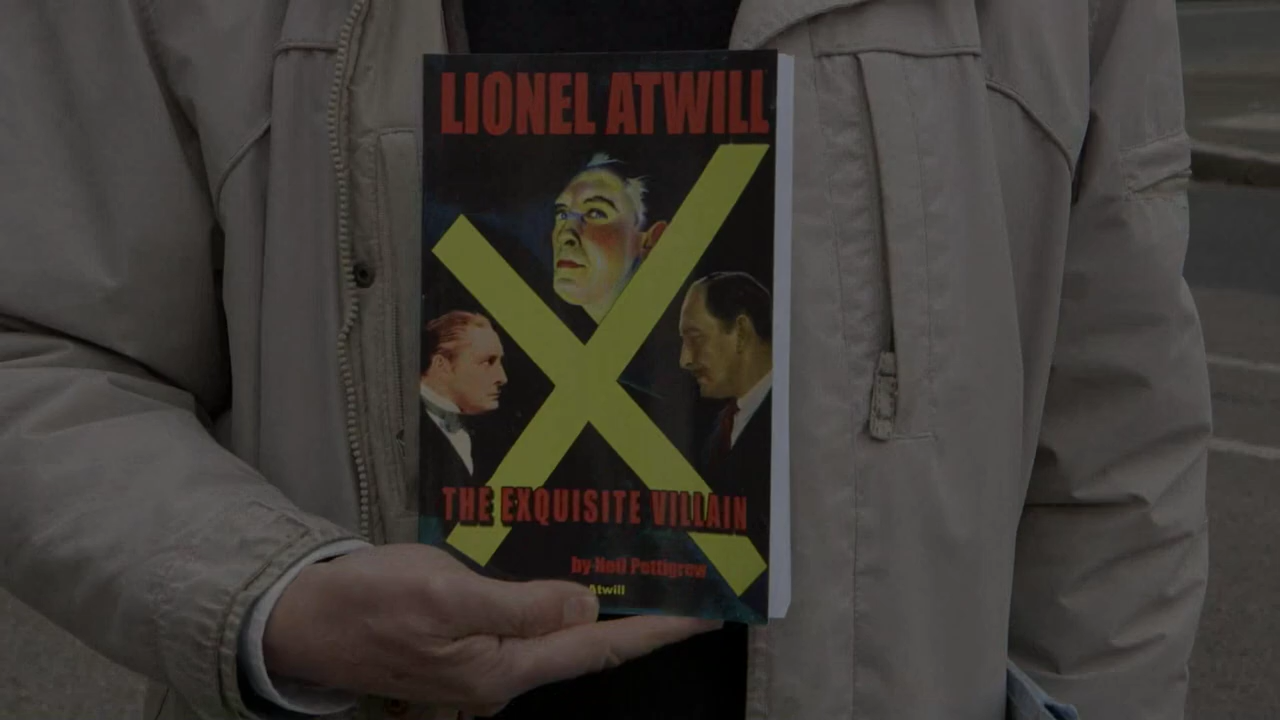 LIONEL ATWILL
THE EXQUISITE VILLAIN
by Neil Pettigrew
Atwill